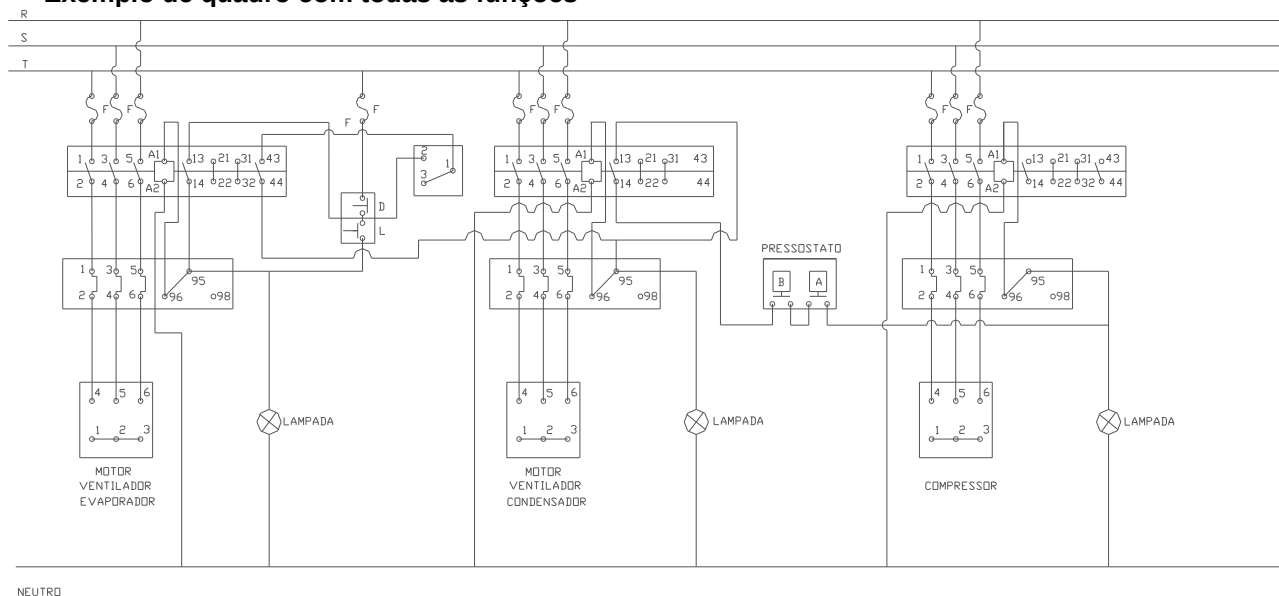 Exemplo de quadro com todas as funções
R
S
T
F F F F F F F
1 3 5 A1 13 21 31 43
2 4 6 A2 14 22 32 44
2
1
3
D
L
1 3 5 A1 13 21 31 43
2 4 6 A2 14 22 44
1 3 5 A1 13 21 31 43
2 4 6 A2 14 22 32 44
PRESSOSTATO
B A
1 3 5 95
2 4 6 96 98
1 3 5 95
2 4 6 96 98
1 3 5 95
2 4 6 96 98
4 5 6
1 2 3
LAMPADA
4 5 6
1 2 3
LAMPADA
4 5 6
1 2 3
LAMPADA
MOTOR
VENTILADOR
EVAPORADOR
MOTOR
VENTILADOR
CONDENSADOR
COMPRESSOR
NEUTRO